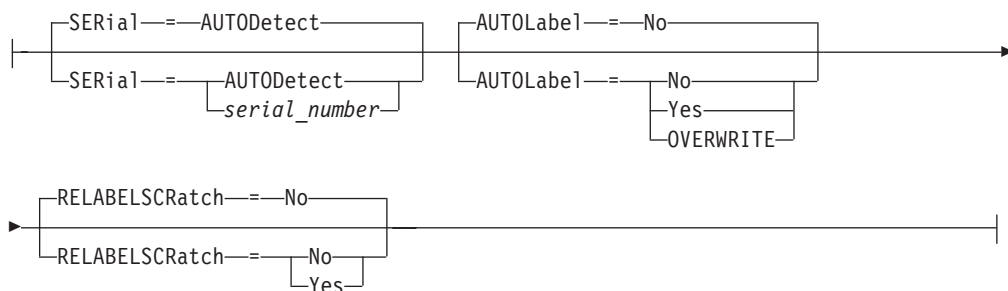 SERial = AUTODetect AUTOLabel = No
SERial = AUTODetect AUTOLabel = No
serial_number Yes
OVERWRITE
RELABELSCRatch = No
RELABELSCRatch = No
Yes